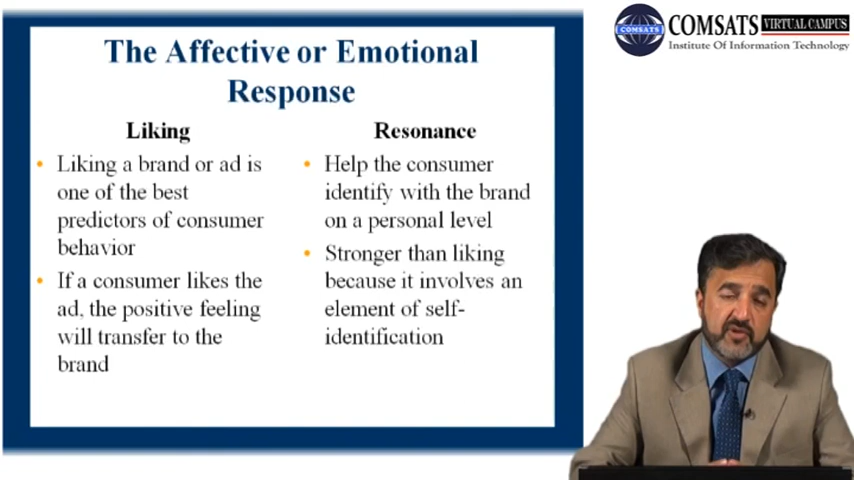 The Affective or Emotional
Response
Liking
Liking a brand or ad is
one of the best
predictors of consumer
behavior
If a consumer likes the
ad, the positive feeling
will transfer to the
brand
Resonance
Help the consumer
identify with the brand
on a personal level
Stronger than liking
because it involves an
element of self-
identification
COMSATS
COMSATS VIRTUAL CAMPUS
Institute Of Information Technology